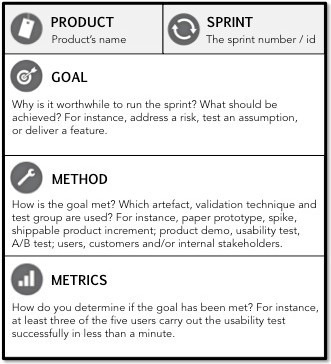 PRODUCT
Product's name
SPRINT
The sprint number / id
GOAL
Why is it worthwhile to run the sprint? What should be
achieved? For instance, address a risk, test an assumption,
or deliver a feature.
METHOD
How is the goal met? Which artefact, validation technique and
test group are used? For instance, paper prototype, spike,
shippable product increment; product demo, usability test,
A/B test; users, customers and/or internal stakeholders.
METRICS
How do you determine if the goal has been met? For instance,
at least three of the five users carry out the usability test
successfully in less than a minute.